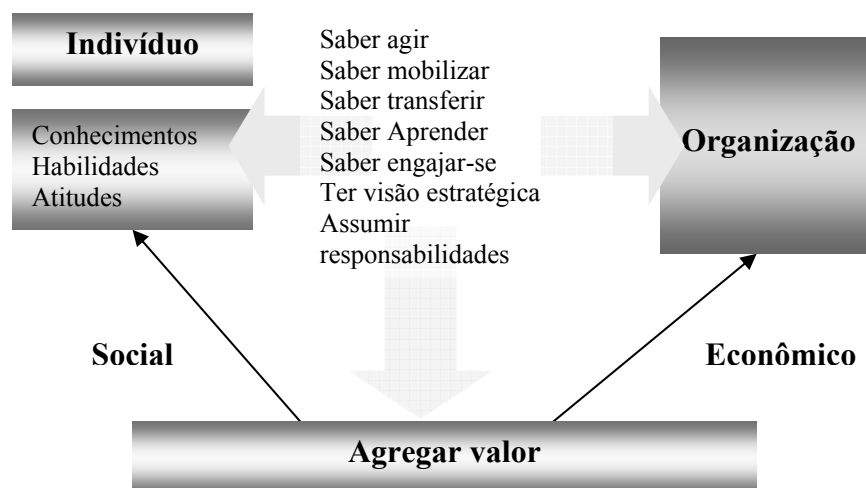 Indivíduo
Conhecimentos
Habilidades
Atitudes
Saber agir
Saber mobilizar
Saber transferir
Saber Aprender
Saber engajar-se
Ter visão estratégica
Assumir
responsabilidades
Organização
Social
Econômico
Agregar valor